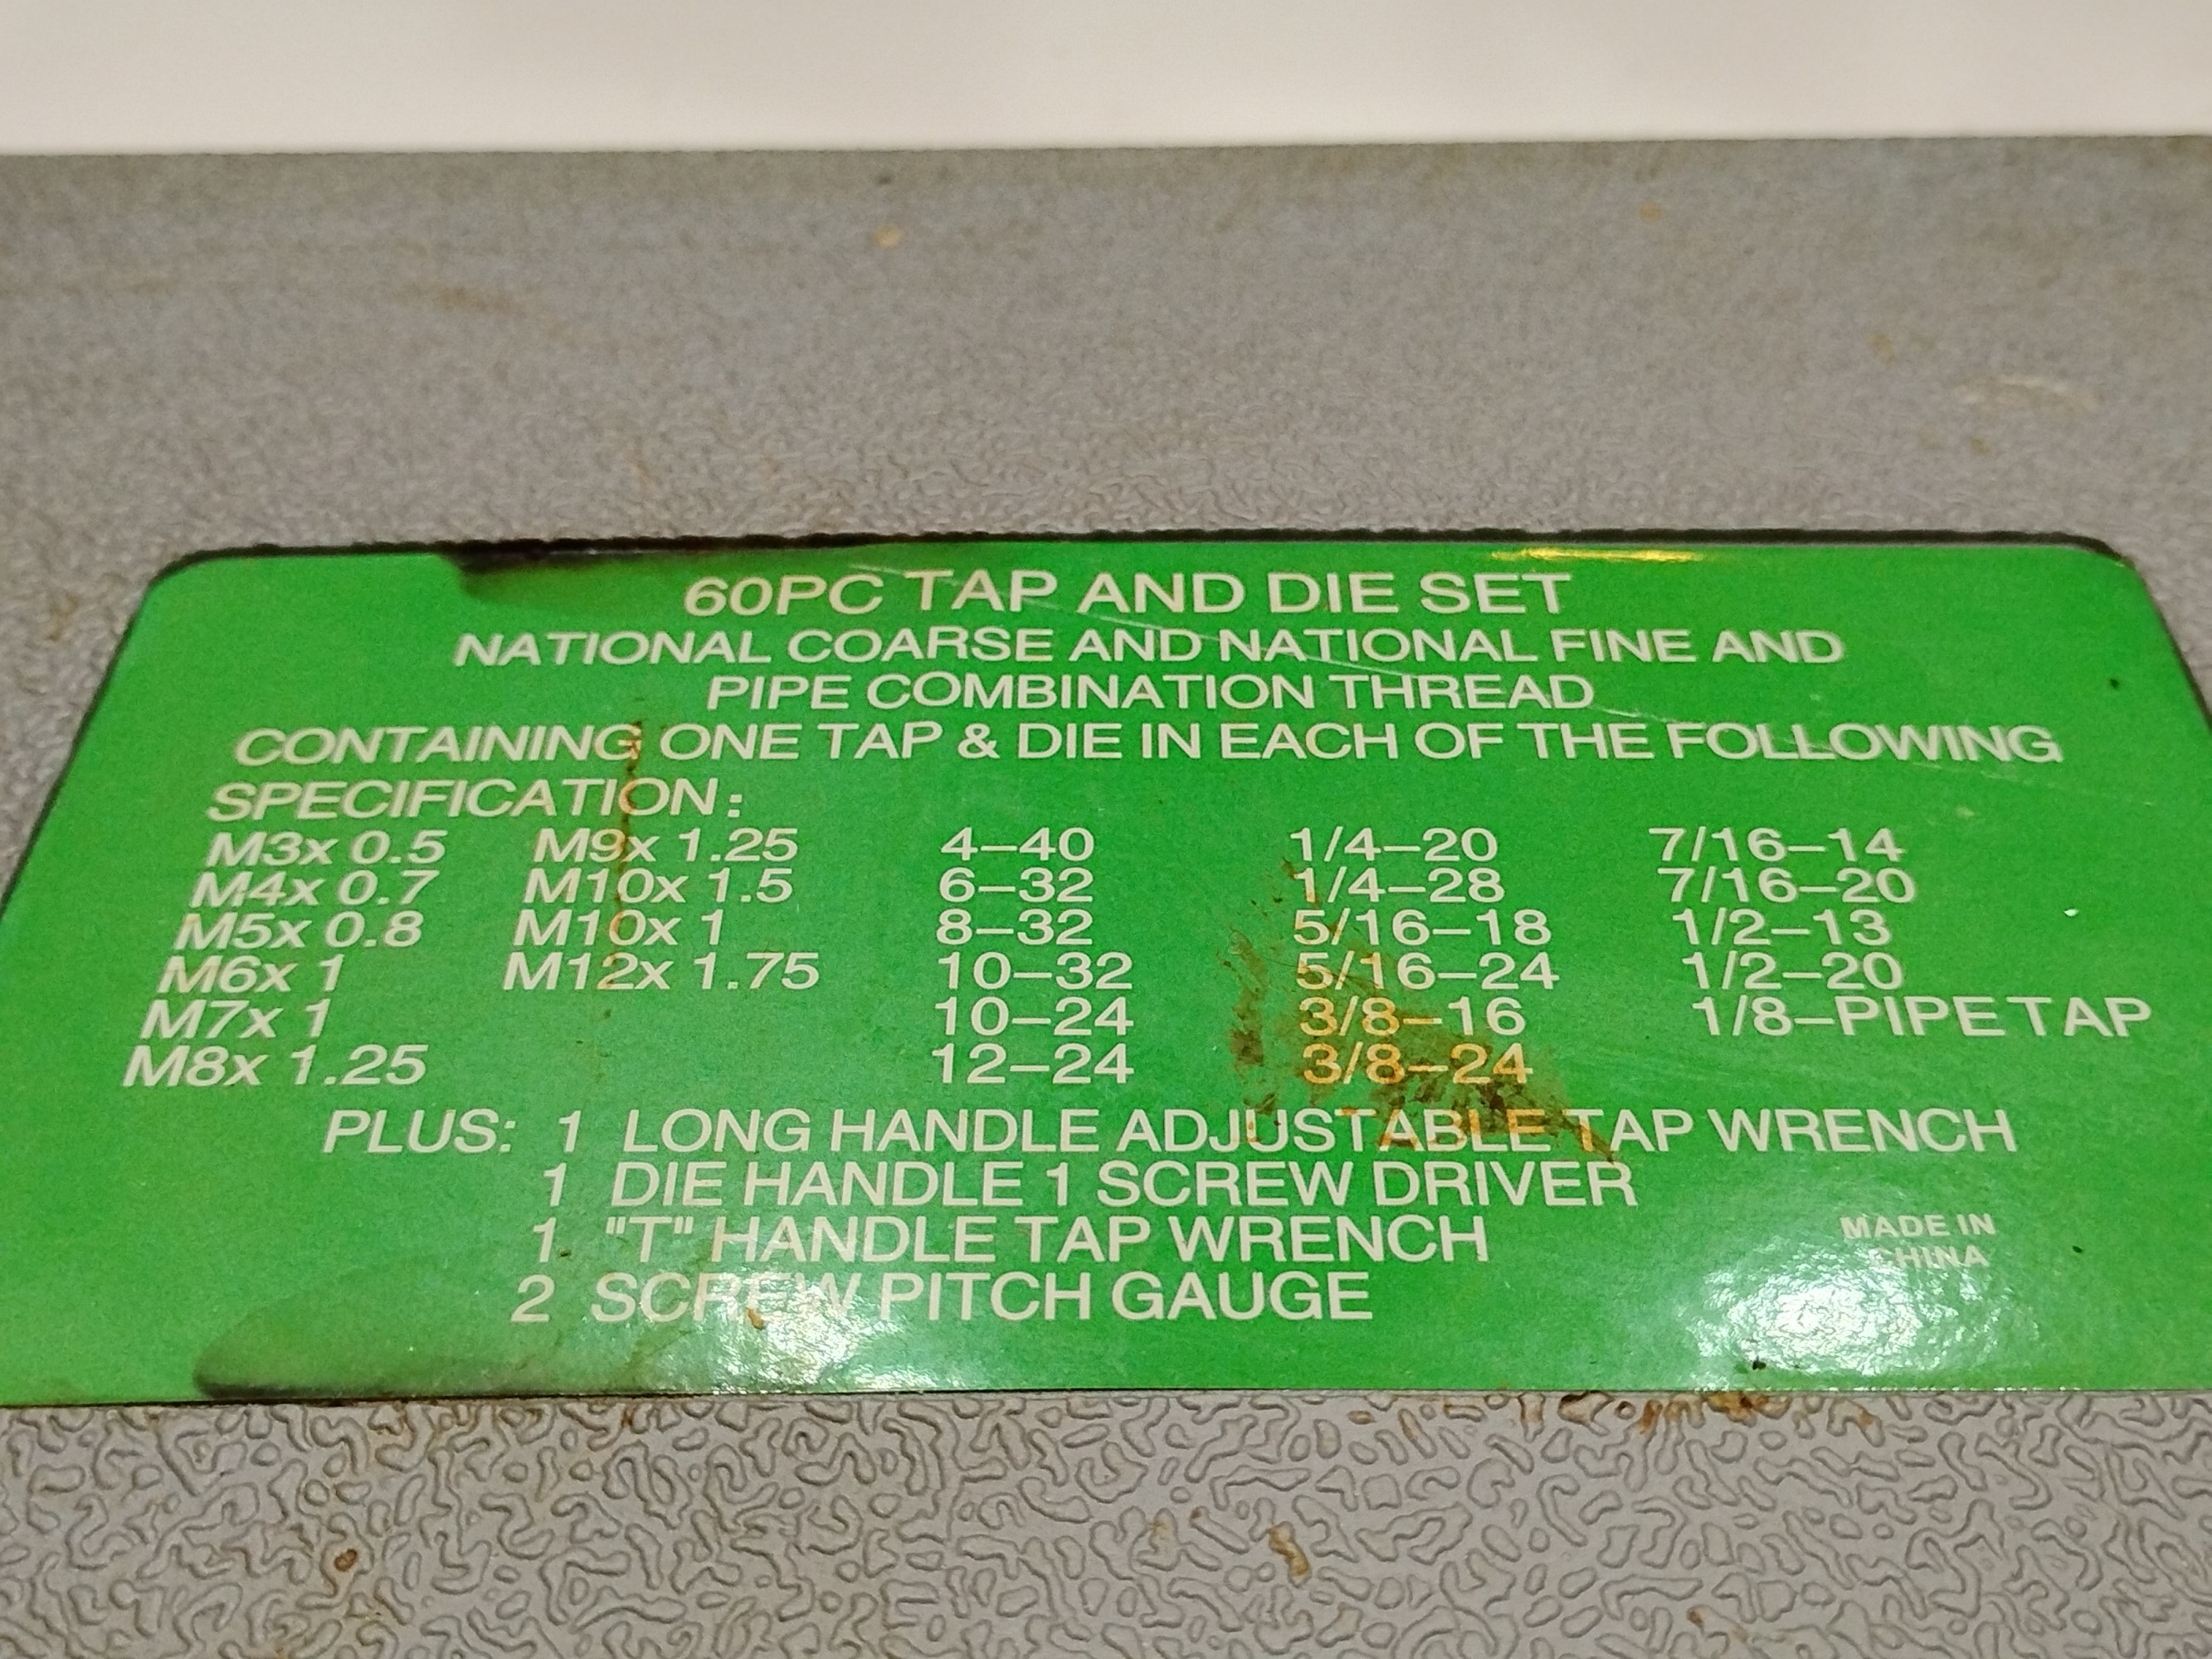 60PC TAP AND DIE SET
NATIONAL COARSE AND NATIONAL FINE AND
PIPE COMBINATION THREAD
CONTAINING ONE TAP & DIE IN EACH OF THE FOLLOWING
SPECIFICATION:
M3x 0.5 M9x 1.25 4–40 1/4–20 7/16–14
M4x 0.7 M10x 1.5 6–32 1/4–28 7/16–20
M5x 0.8 M10x 1 8–32 5/16–18 1/2–13
M6x 1 M12x 1.75 10–32 5/16–24 1/2–20
M7x 1 10–24 3/8–16 1/8–PIPE TAP
M8x 1.25 12–24 3/8–24
PLUS: 1 LONG HANDLE ADJUSTABLE TAP WRENCH
1 DIE HANDLE 1 SCREW DRIVER
1 "T" HANDLE TAP WRENCH
2 SCREW PITCH GAUGE
MADE IN
CHINA